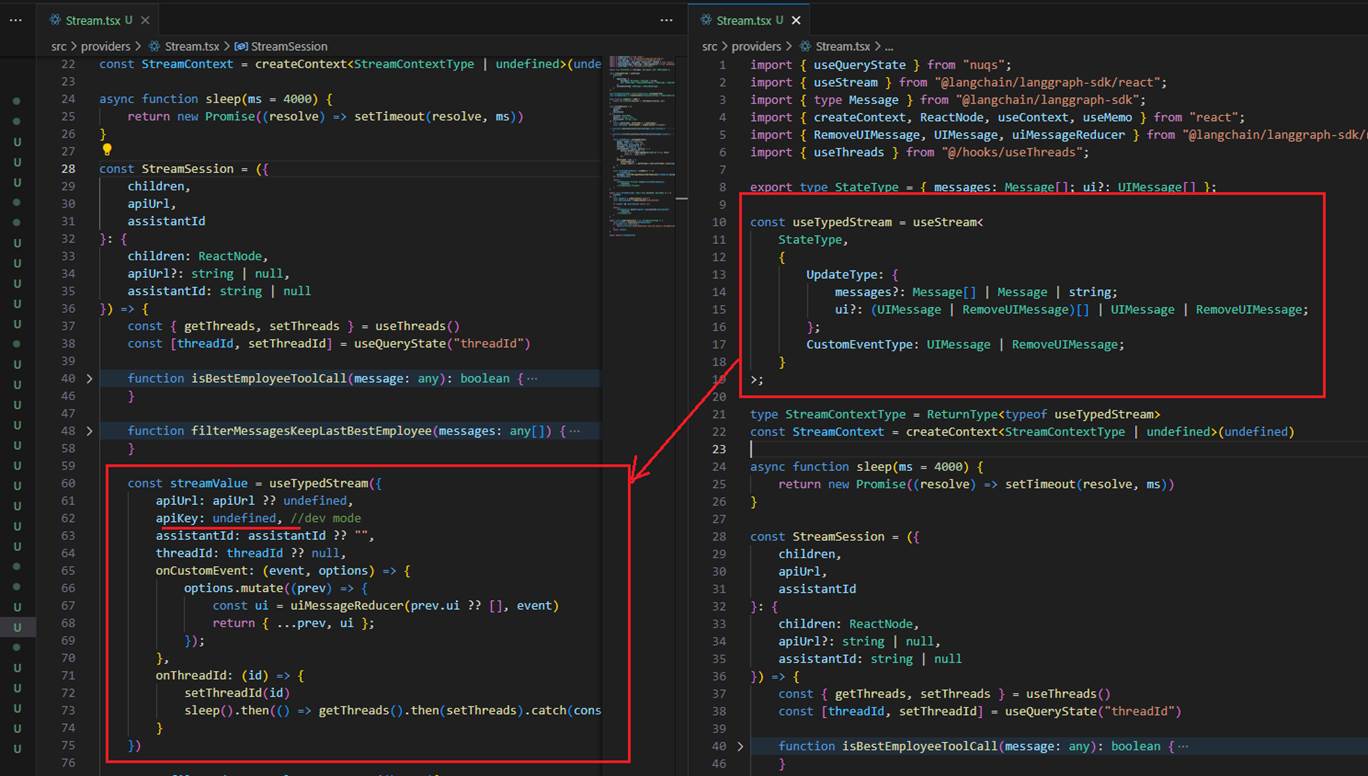 Stream.tsx U
src > providers > Stream.tsx > StreamSession
22 const StreamContext = createContext<StreamContextType | undefined>(unde
23
24 async function sleep(ms = 4000) {
25 return new Promise((resolve) => setTimeout(resolve, ms))
26 }
27
28 const StreamSession = ({
29 children,
30 apiUrl,
31 assistantId
32 }: {
33 children: ReactNode,
34 apiUrl?: string | null,
35 assistantId: string | null
36 }) => {
37 const { getThreads, setThreads } = useThreads()
38 const [threadId, setThreadId] = useQueryState("threadId")
39
40 function isBestEmployeeToolCall(message: any): boolean { ···
46 }
47
48 function filterMessagesKeepLastBestEmployee(messages: any[]) { ···
58 }
59
60 const streamValue = useTypedStream({
61 apiUrl: apiUrl ?? undefined,
62 apiKey: undefined, //dev mode
63 assistantId: assistantId ?? "",
64 threadId: threadId ?? null,
65 onCustomEvent: (event, options) => {
66 options.mutate((prev) => {
67 const ui = uiMessageReducer(prev.ui ?? [], event)
68 return { ...prev, ui };
69 });
70 },
71 onThreadId: (id) => {
72 setThreadId(id)
73 sleep().then(() => getThreads().then(setThreads).catch(cons
74 }
75 })
76
Stream.tsx U
src > providers > Stream.tsx > ...
1 import { useQueryState } from "nuqs";
2 import { useStream } from "@langchain/langgraph-sdk/react";
3 import { type Message } from "@langchain/langgraph-sdk";
4 import { createContext, ReactNode, useContext, useMemo } from "react";
5 import { RemoveUIMessage, UIMessage, uiMessageReducer } from "@langchain/langgraph-sdk/r
6 import { useThreads } from "@/hooks/useThreads";
7
8 export type StateType = { messages: Message[]; ui?: UIMessage[] };
9
10 const useTypedStream = useStream<
11 StateType,
12 {
13 UpdateType: {
14 messages?: Message[] | Message | string;
15 ui?: (UIMessage | RemoveUIMessage)[] | UIMessage | RemoveUIMessage;
16 };
17 CustomEventType: UIMessage | RemoveUIMessage;
18 }
19 >;
20
21 type StreamContextType = ReturnType<typeof useTypedStream>
22 const StreamContext = createContext<StreamContextType | undefined>(undefined)
23
24 async function sleep(ms = 4000) {
25 return new Promise((resolve) => setTimeout(resolve, ms))
26 }
27
28 const StreamSession = ({
29 children,
30 apiUrl,
31 assistantId
32 }: {
33 children: ReactNode,
34 apiUrl?: string | null,
35 assistantId: string | null
36 }) => {
37 const { getThreads, setThreads } = useThreads()
38 const [threadId, setThreadId] = useQueryState("threadId")
39
40 function isBestEmployeeToolCall(message: any): boolean { ···
46 }